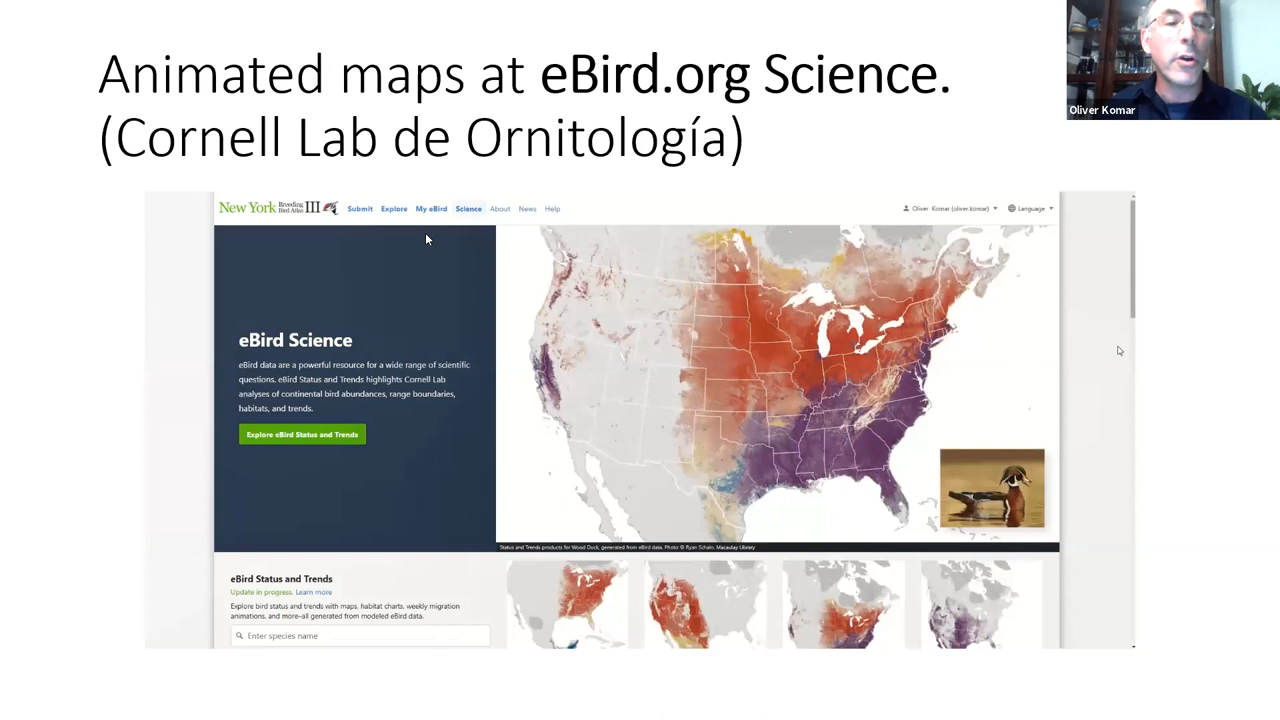 Animated maps at eBird.org Science.
(Cornell Lab de Ornitología)
Oliver Komar
New York Breeding Bird Atlas III Submit Explore My eBird Science About News Help Oliver Komar (oliver.komar) Language
eBird Science
eBird data are a powerful resource for a wide range of scientific
questions. eBird Status and Trends highlights Cornell Lab
analyses of continental bird abundances, range boundaries,
habitats, and trends.
Explore eBird Status and Trends
Status and Trends products for Wood Duck, generated from eBird data. Photo © Ryan Schain, Macaulay Library
eBird Status and Trends
Update in progress. Learn more
Explore bird status and trends with maps, habitat charts, weekly migration
animations, and more–all generated from modeled eBird data.
Enter species name